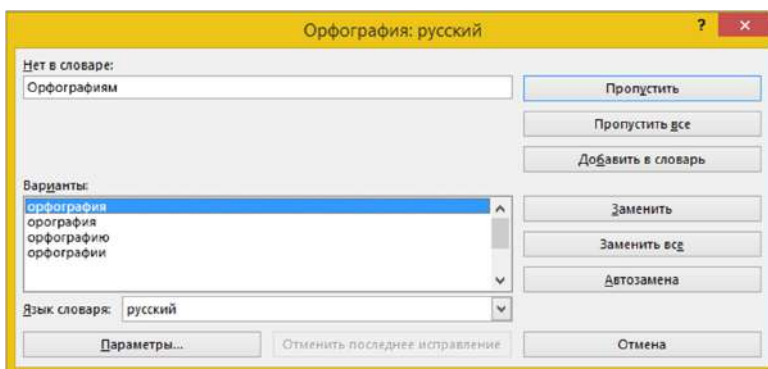 Орфография: русский
? ×
Нет в словаре:
Орфографиям
Пропустить
Пропустить все
Добавить в словарь
Варианты:
орфография
орография
орфографию
орфографии
Заменить
Заменить все
Автозамена
Язык словаря: русский
Параметры... Отменить последнее исправление Отмена